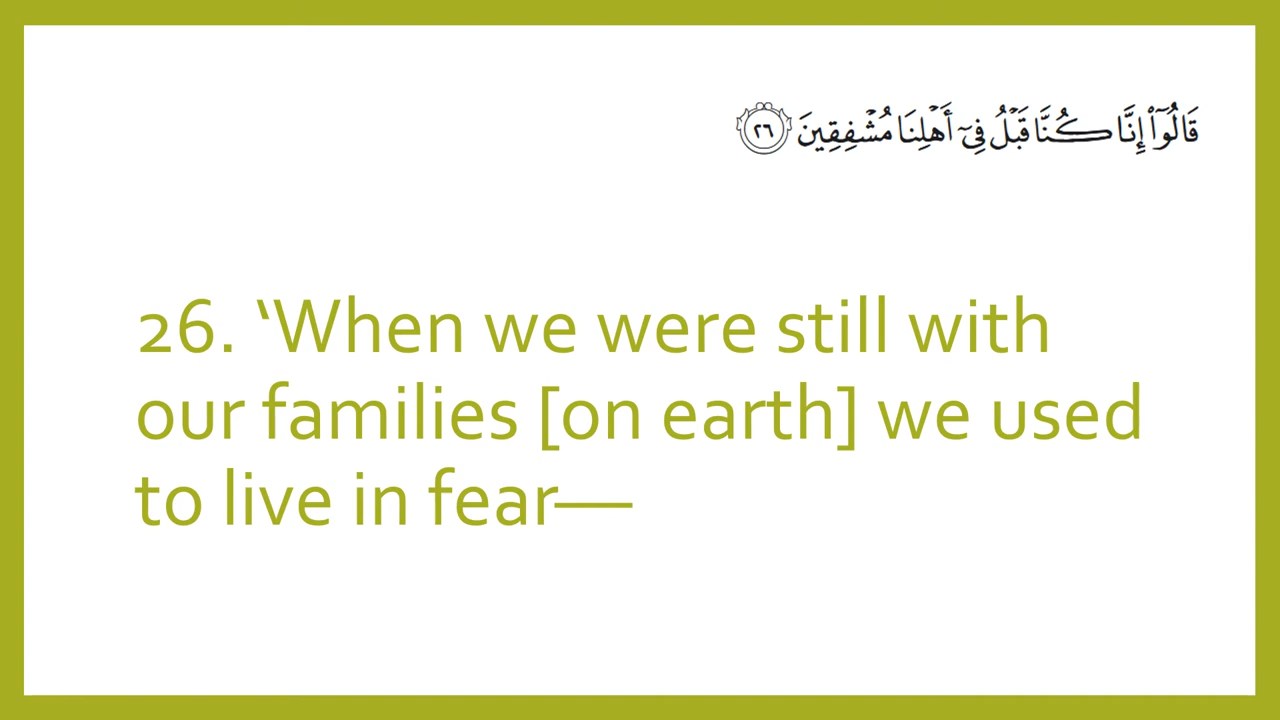 قَالُوٓا۟ إِنَّا كُنَّا قَبْلُ فِىٓ أَهْلِنَا مُشْفِقِينَ ٢٦
26. ‘When we were still with
our families [on earth] we used
to live in fear—